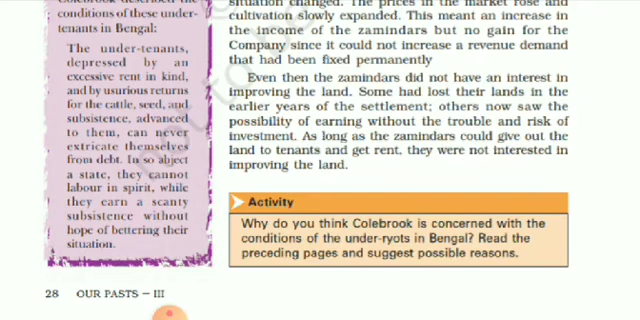 Colebrook described the
conditions of these under-
tenants in Bengal:
The under-tenants,
depressed by an
excessive rent in kind,
and by usurious returns
for the cattle, seed, and
subsistence, advanced
to them, can never
extricate themselves
from debt. In so abject
a state, they cannot
labour in spirit, while
they earn a scanty
subsistence without
hope of bettering their
situation.
situation changed. The prices in the market rose and
cultivation slowly expanded. This meant an increase in
the income of the zamindars but no gain for the
Company since it could not increase a revenue demand
that had been fixed permanently
Even then the zamindars did not have an interest in
improving the land. Some had lost their lands in the
earlier years of the settlement; others now saw the
possibility of earning without the trouble and risk of
investment. As long as the zamindars could give out the
land to tenants and get rent, they were not interested in
improving the land.
Activity
Why do you think Colebrook is concerned with the
conditions of the under-ryots in Bengal? Read the
preceding pages and suggest possible reasons.
28 OUR PASTS – III
not to be